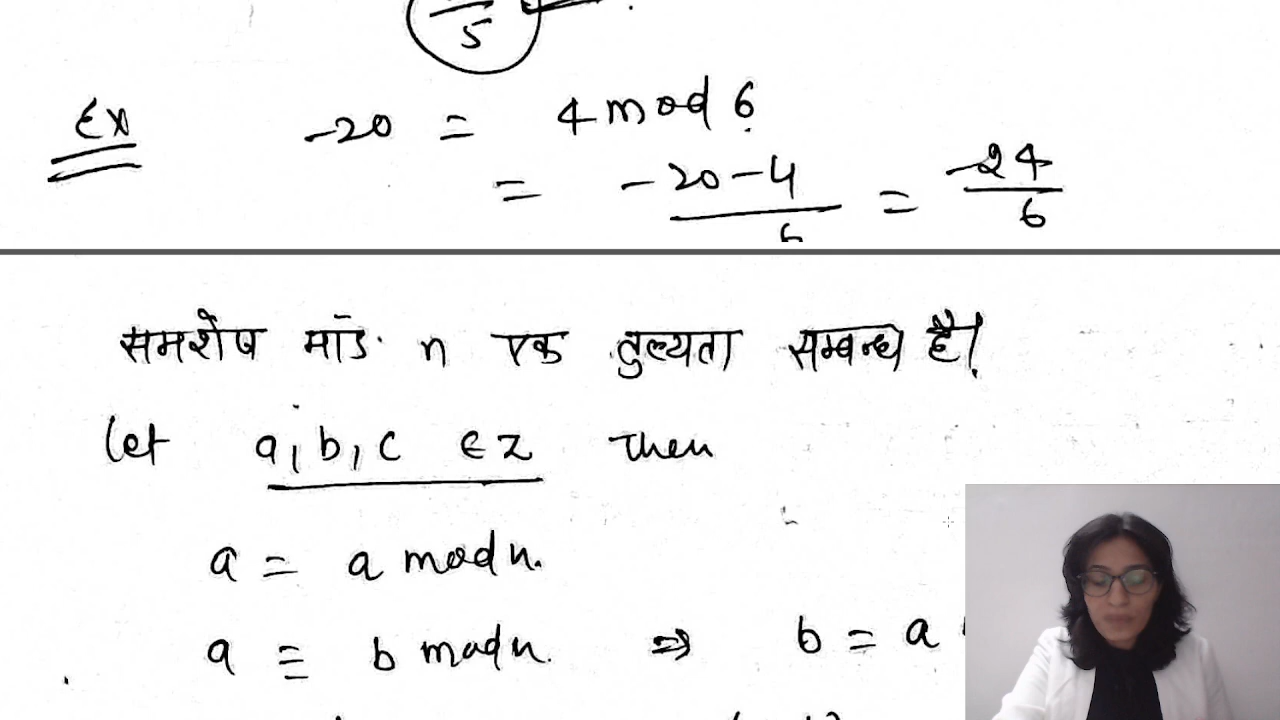 5
Ex -20 = 4 mod 6
= -20-4/6 = -24/6
समशेष मॉड. n एक तुल्यता सम्बन्ध है।
Let a, b, c ∈ Z Then
a = a mod n.
a ≡ b mod n. ⇒ b = a